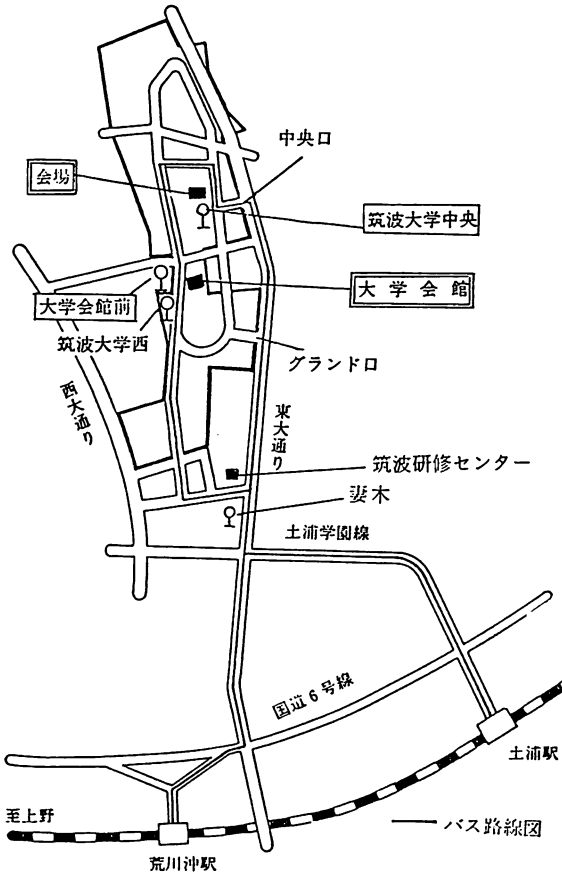 中央口
会場
筑波大学中央
大学会館
大学会館前
筑波大学西
グランド口
西大通り
東大通り
筑波研修センター
妻木
土浦学園線
国道6号線
土浦駅
至上野
バス路線図
荒川沖駅